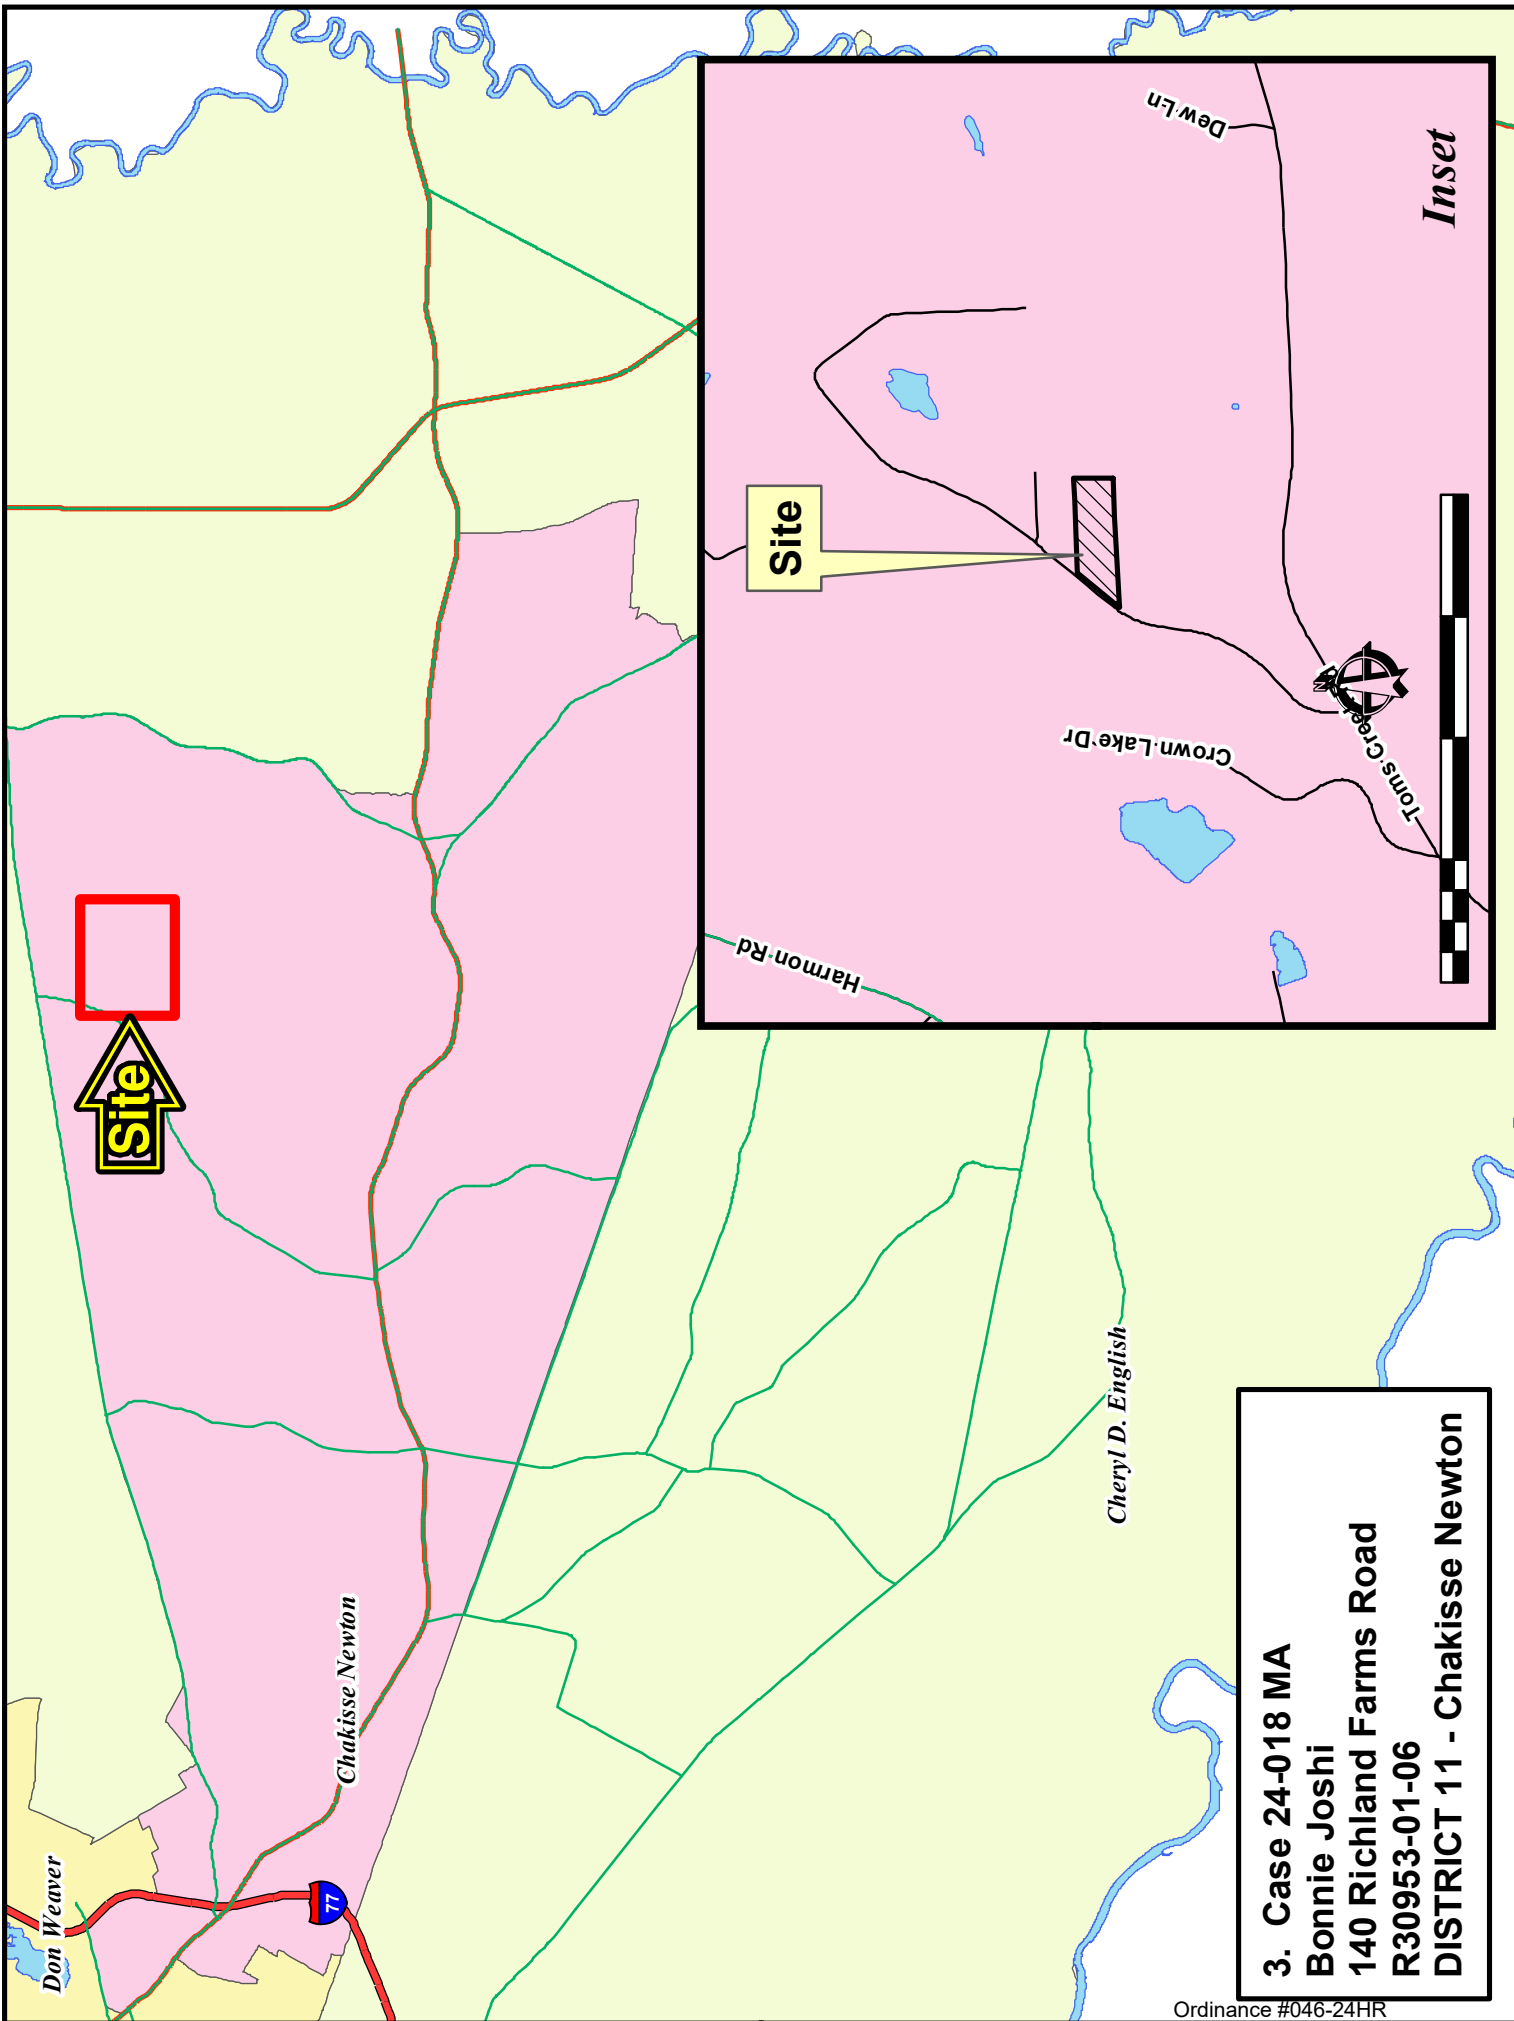 Don Weaver
77
Chakisse Newton
Site
Cheryl D. English
Site
Harmon Rd
Crown Lake Dr
Toms Creek
Dew Ln
N
Inset
3. Case 24-018 MA
Bonnie Joshi
140 Richland Farms Road
R30953-01-06
DISTRICT 11 - Chakisse Newton
Ordinance #046-24HR